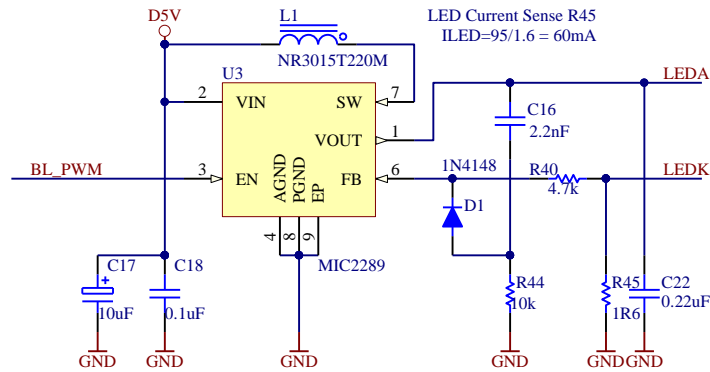 D5V
L1
LED Current Sense R45
ILED=95/1.6 = 60mA
NR3015T220M
U3
LEDA
2
VIN
SW
7
C16
2.2nF
VOUT
1
BL_PWM
3
EN
AGND
PGND
EP
FB
6
1N4148
R40
4.7k
LEDK
D1
4
8
9
MIC2289
C17
10uF
C18
0.1uF
R44
10k
R45
1R6
C22
0.22uF
GND
GND
GND
GND
GND
GND